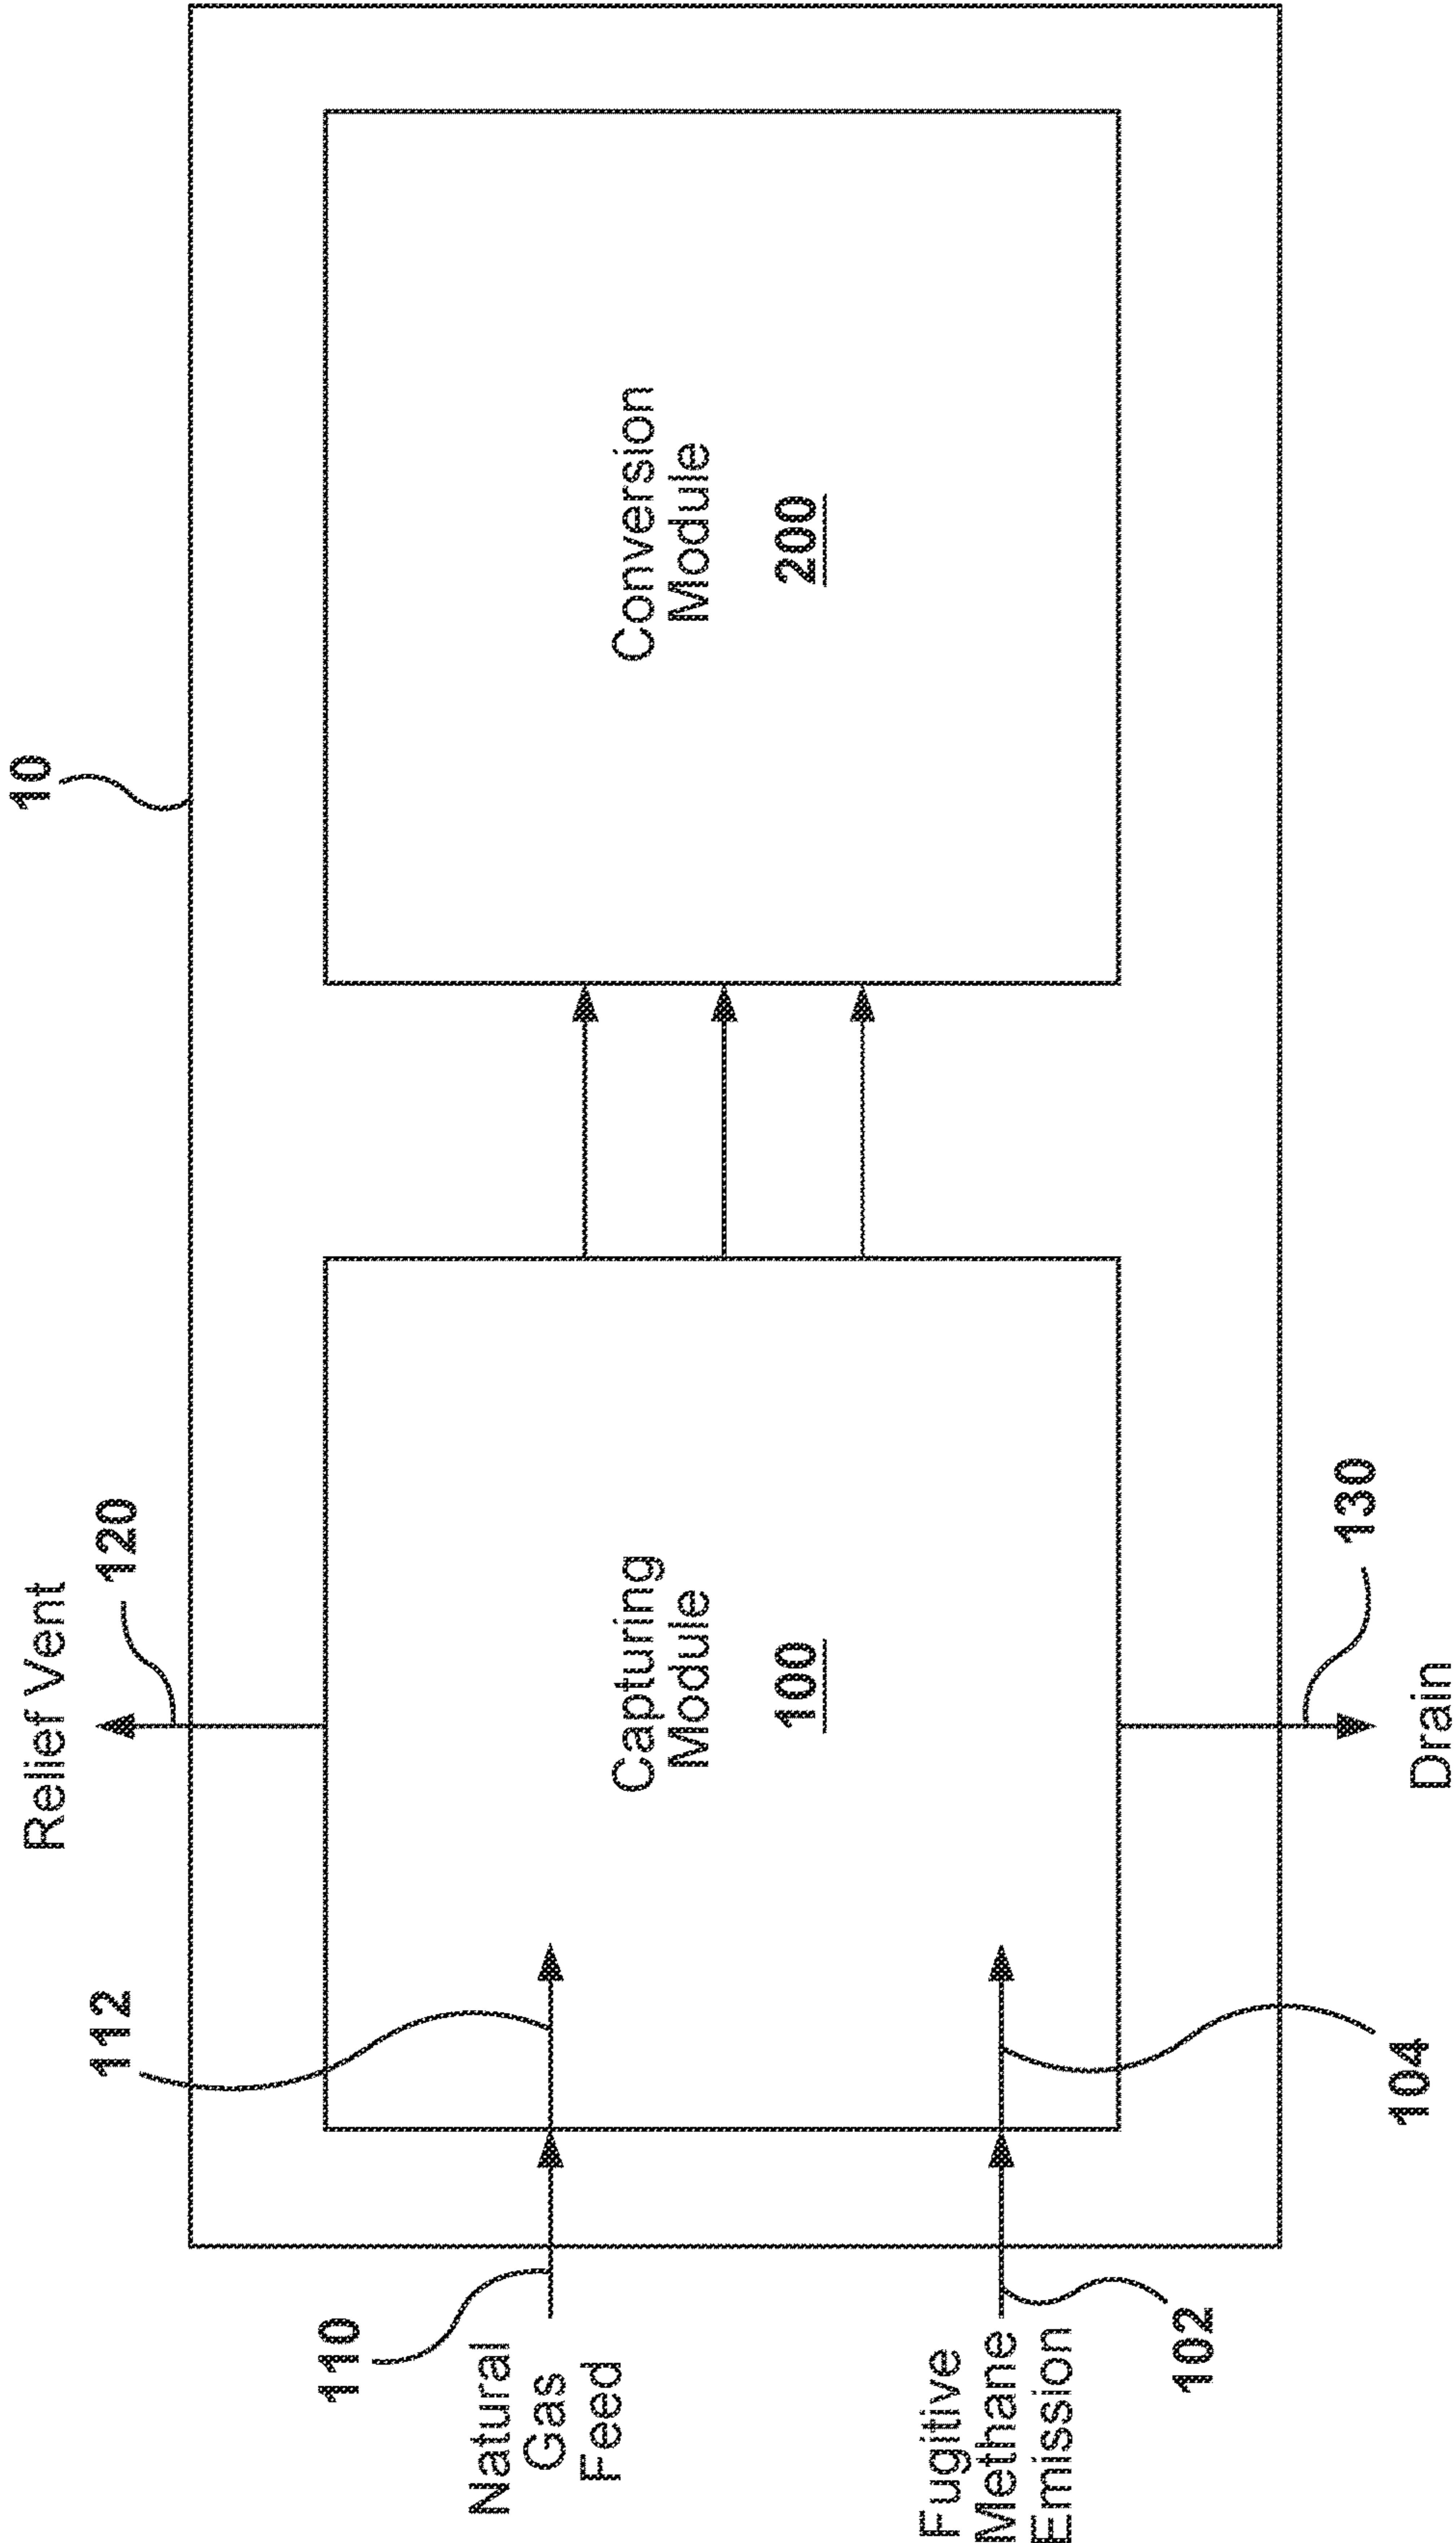 10
Relief Vent
120
112
110
Natural
Gas
Feed
Capturing
Module
100
Conversion
Module
200
Fugitive
Methane
Emission
102
104
130
Drain